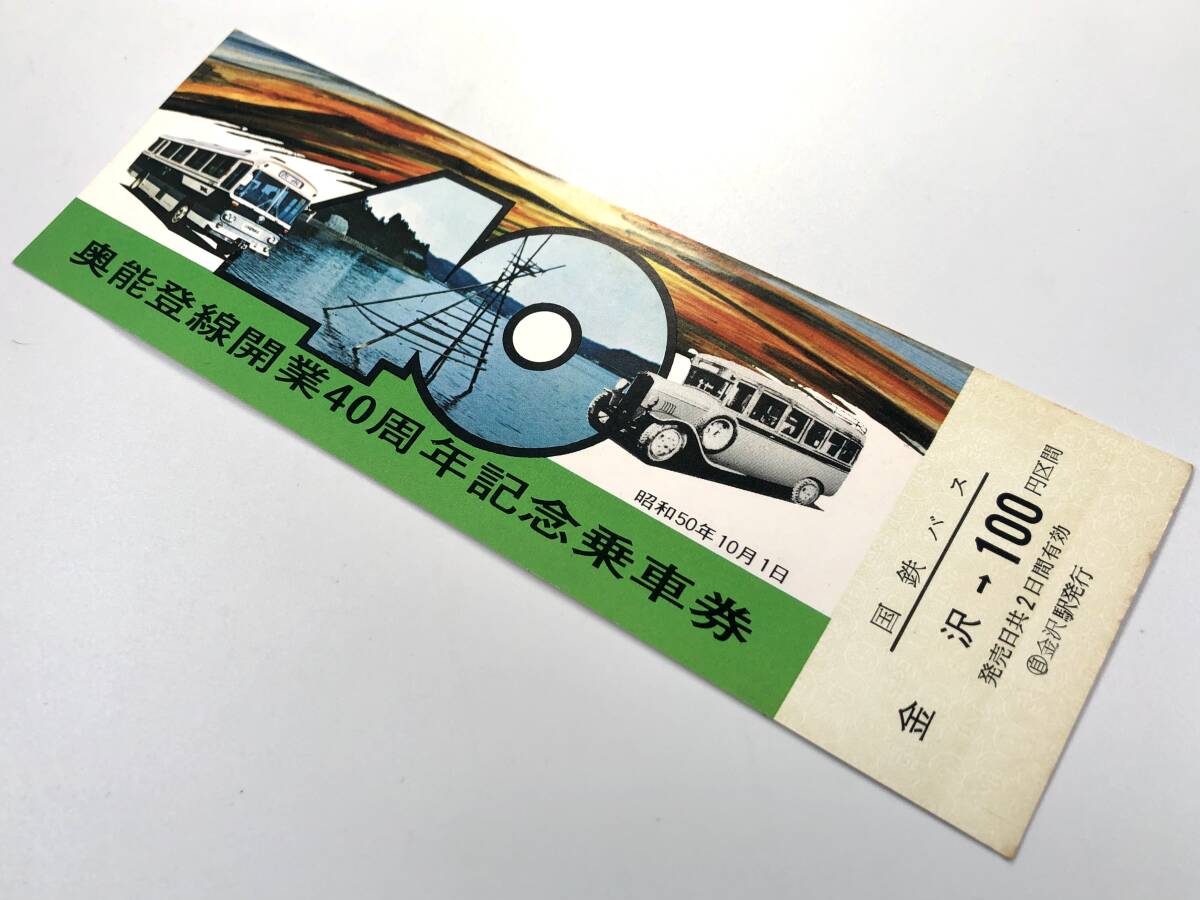 奥能登線開業40周年記念乗車券
昭和50年10月1日
国鉄バス
金沢→100円区間
発売日共2日間有効
㊂金沢駅発行